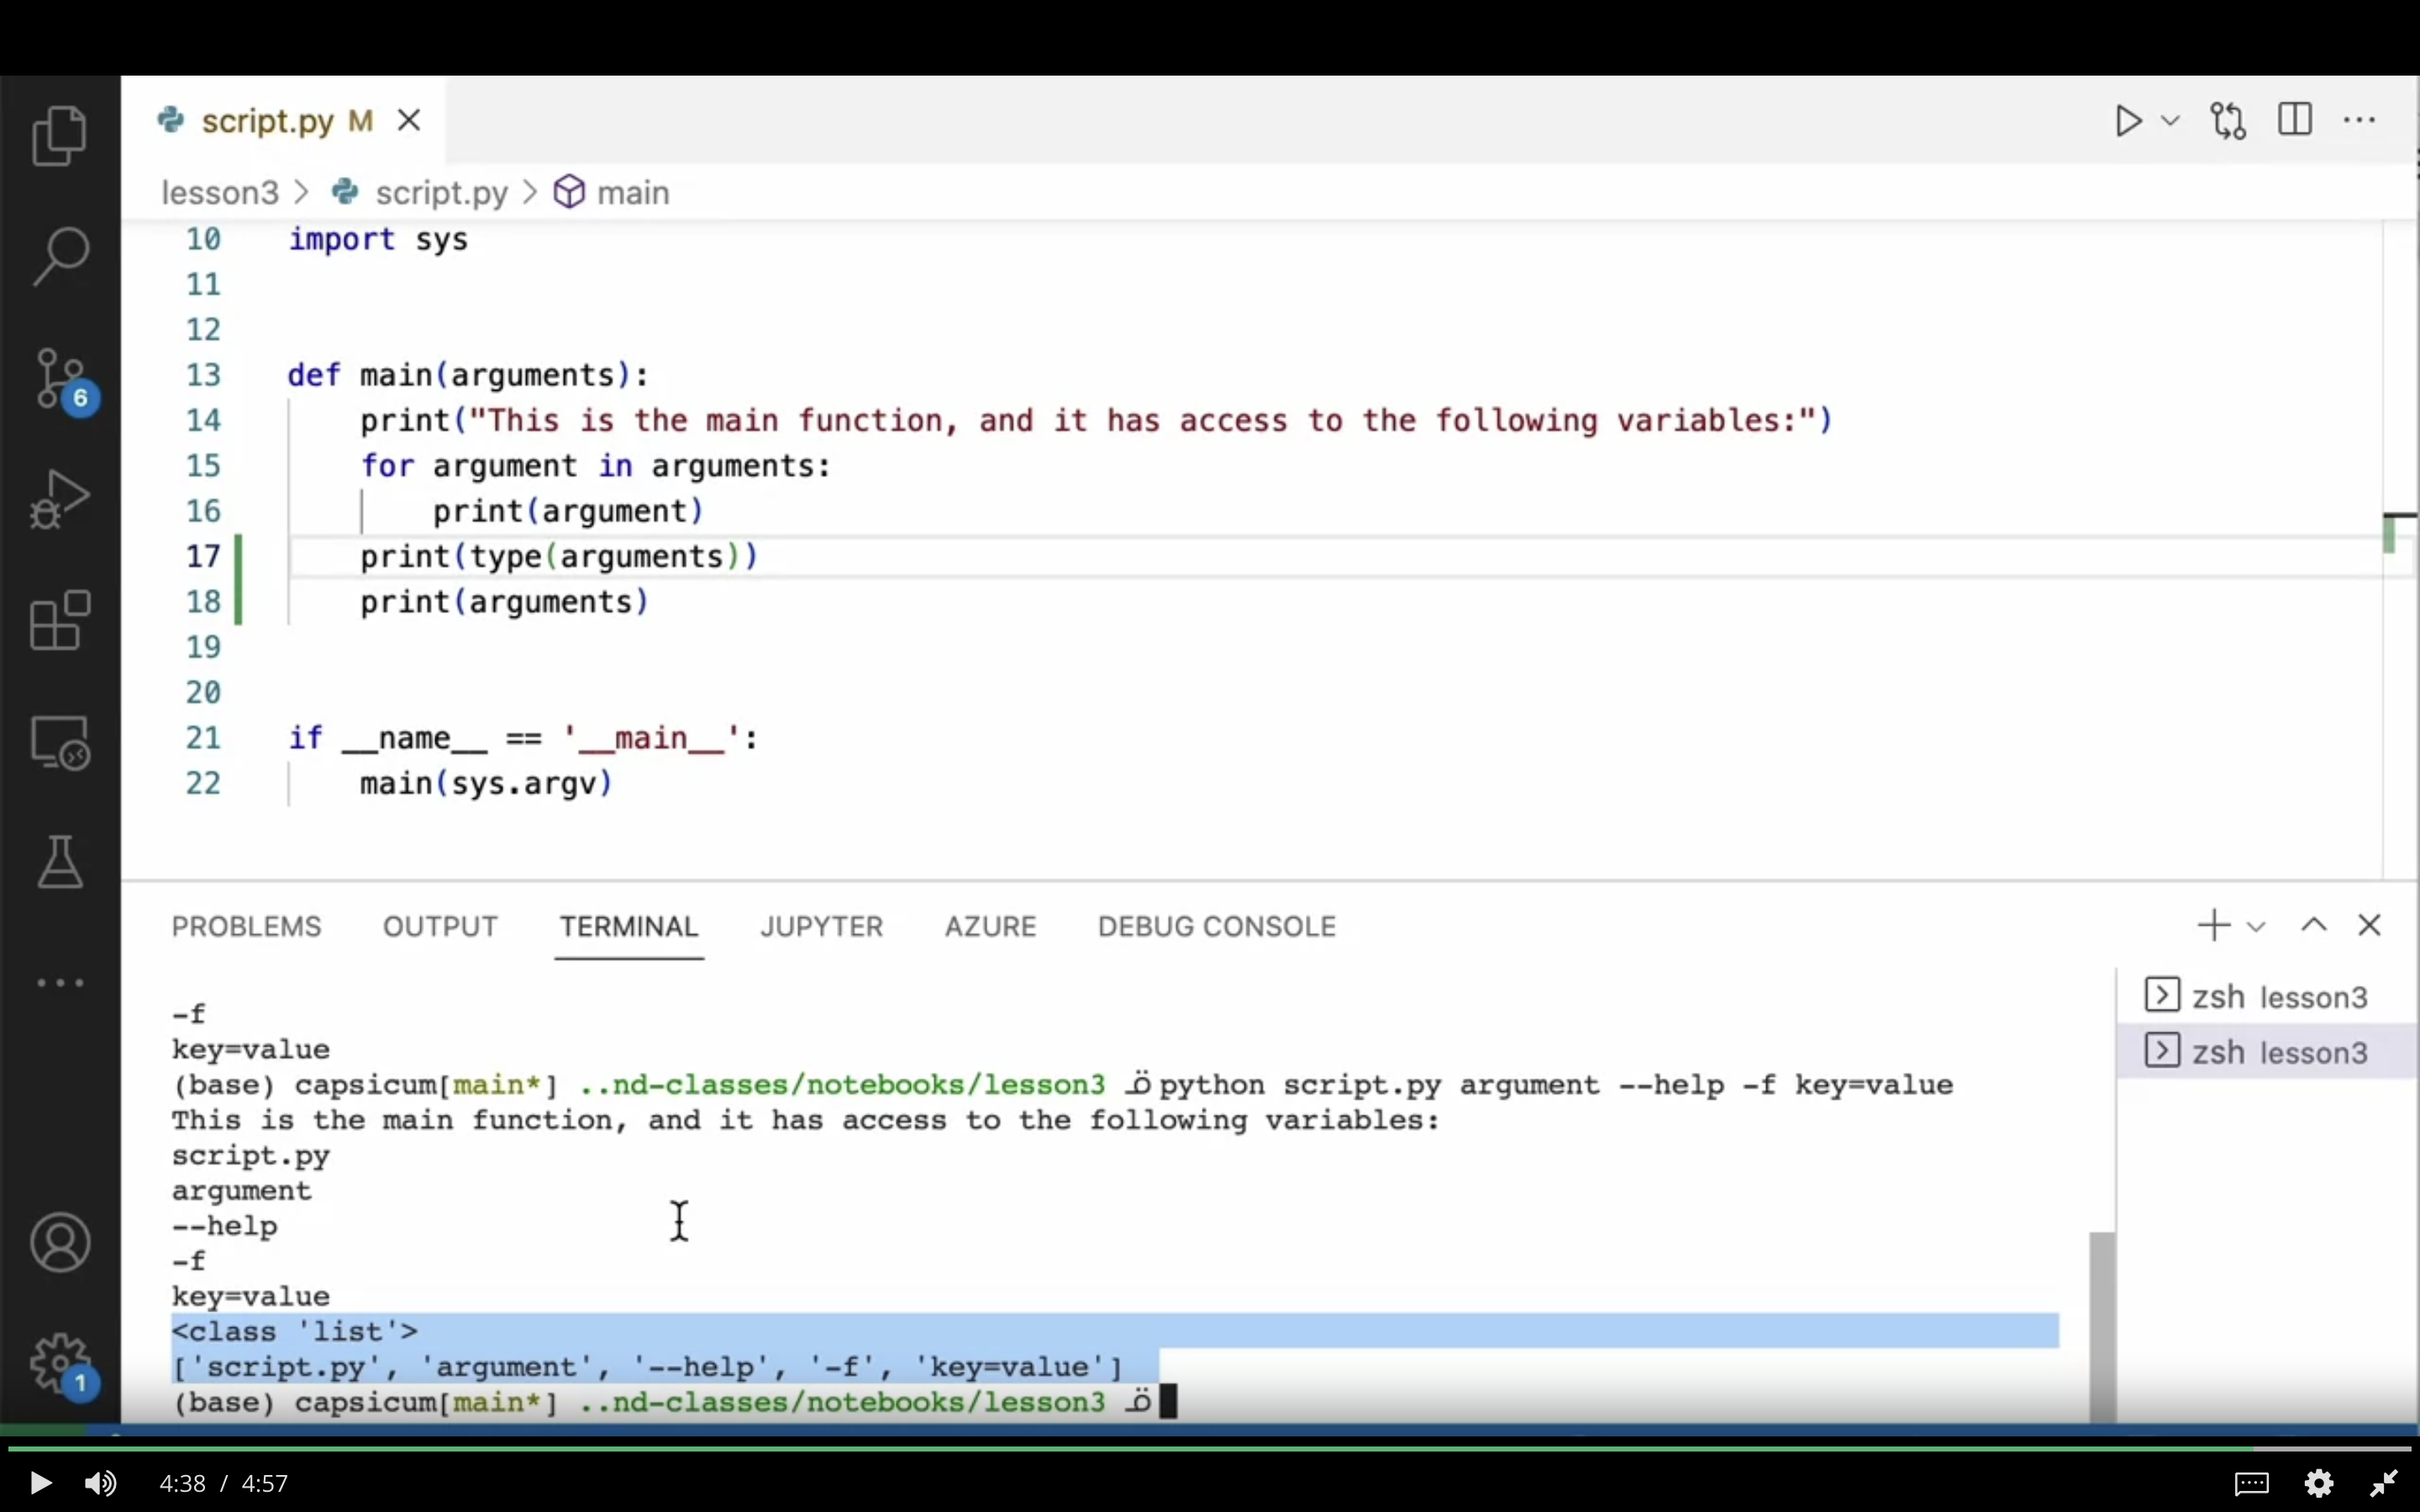 script.py M
lesson3 > script.py > main
10 import sys
11
12
13 def main(arguments):
14 print("This is the main function, and it has access to the following variables:")
15 for argument in arguments:
16 print(argument)
17 print(type(arguments))
18 print(arguments)
19
20
21 if __name__ == '__main__':
22 main(sys.argv)
6
PROBLEMS OUTPUT TERMINAL JUPYTER AZURE DEBUG CONSOLE
zsh lesson3
zsh lesson3
-f
key=value
(base) capsicum[main*] ..nd-classes/notebooks/lesson3 python script.py argument --help -f key=value
This is the main function, and it has access to the following variables:
script.py
argument
--help
-f
key=value
<class 'list'>
['script.py', 'argument', '--help', '-f', 'key=value']
(base) capsicum[main*] ..nd-classes/notebooks/lesson3
1
4:38 / 4:57